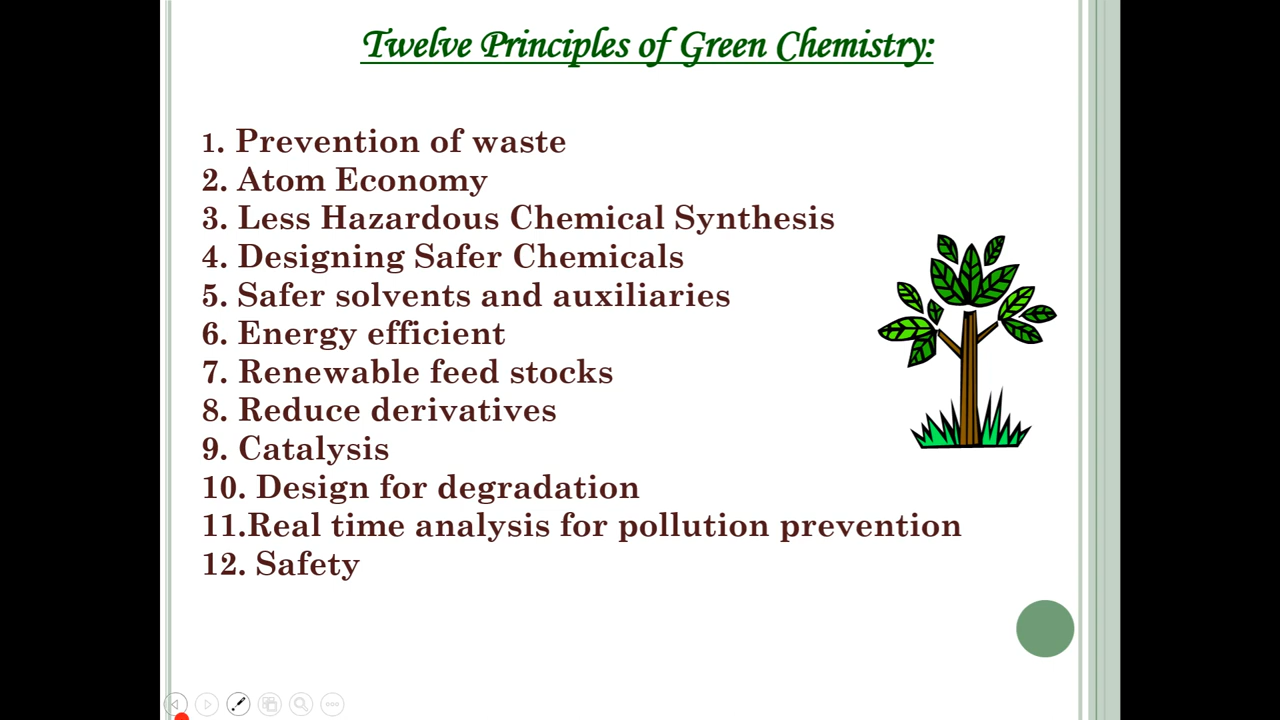 Twelve Principles of Green Chemistry:
1. Prevention of waste
2. Atom Economy
3. Less Hazardous Chemical Synthesis
4. Designing Safer Chemicals
5. Safer solvents and auxiliaries
6. Energy efficient
7. Renewable feed stocks
8. Reduce derivatives
9. Catalysis
10. Design for degradation
11.Real time analysis for pollution prevention
12. Safety